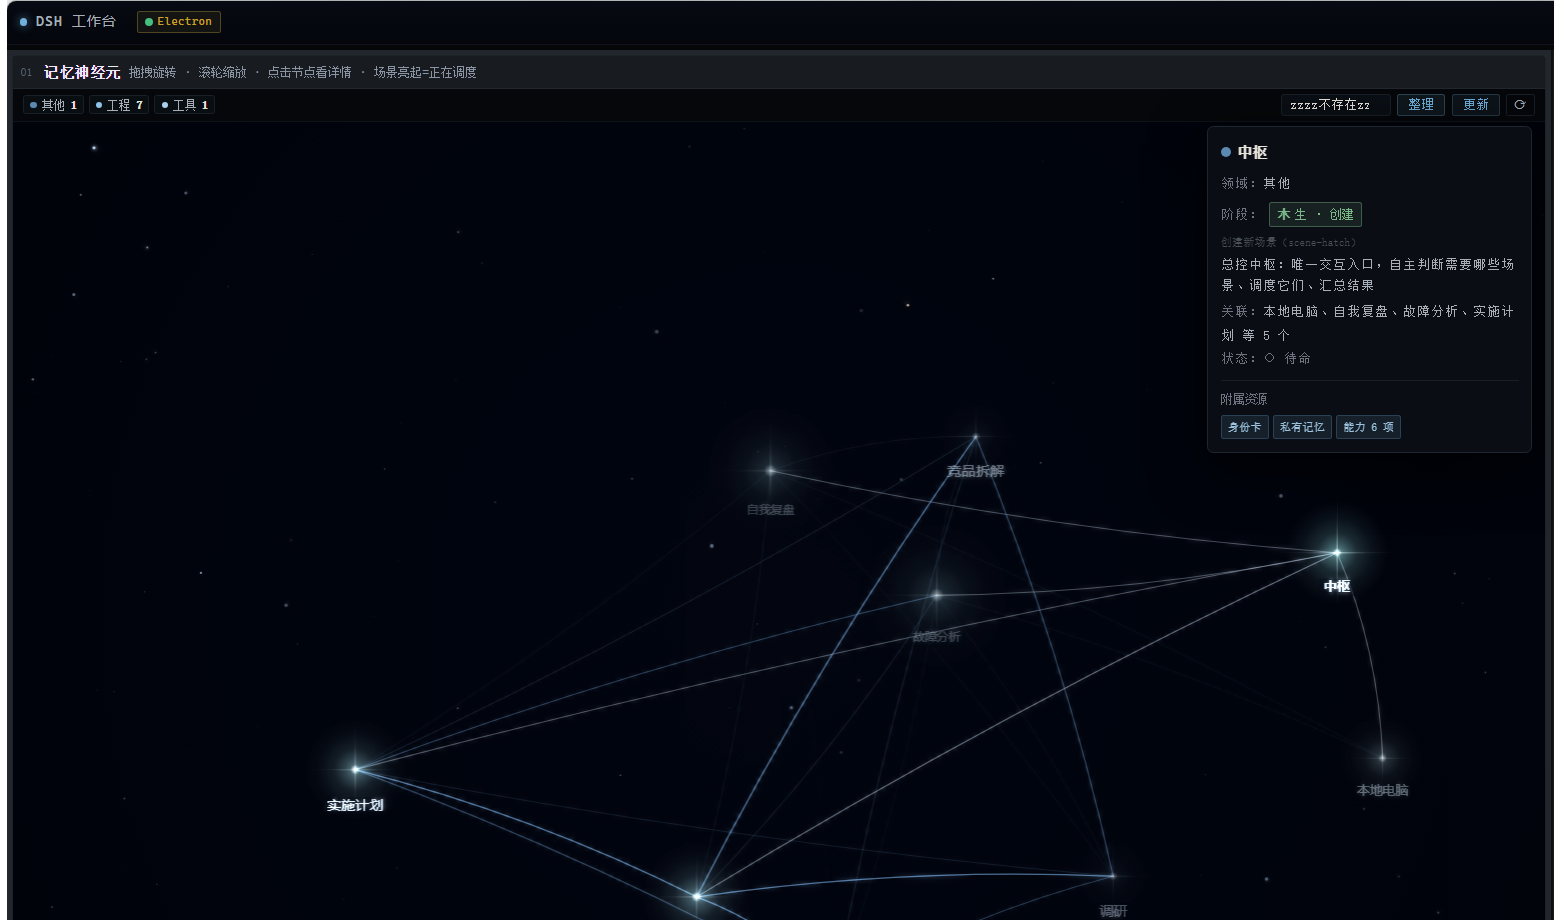 DSH 工作台 Electron
01 记忆神经元 拖拽旋转 · 滚轮缩放 · 点击节点看详情 · 场景亮起=正在调度
其他 1 工程 7 工具 1
zzzz不存在zz 整理 更新
中枢
领域: 其他
阶段: 木 生 · 创建
创建新场景 (scene-hatch)
总控中枢: 唯一交互入口, 自主判断需要哪些场
景、调度它们、汇总结果
关联: 本地电脑、自我复盘、故障分析、实施计
划 等 5 个
状态: ○ 待命
附属资源
身份卡 私有记忆 能力 6 项
竞品拆解
自我复盘
中枢
故障分析
本地电脑
实施计划
调研